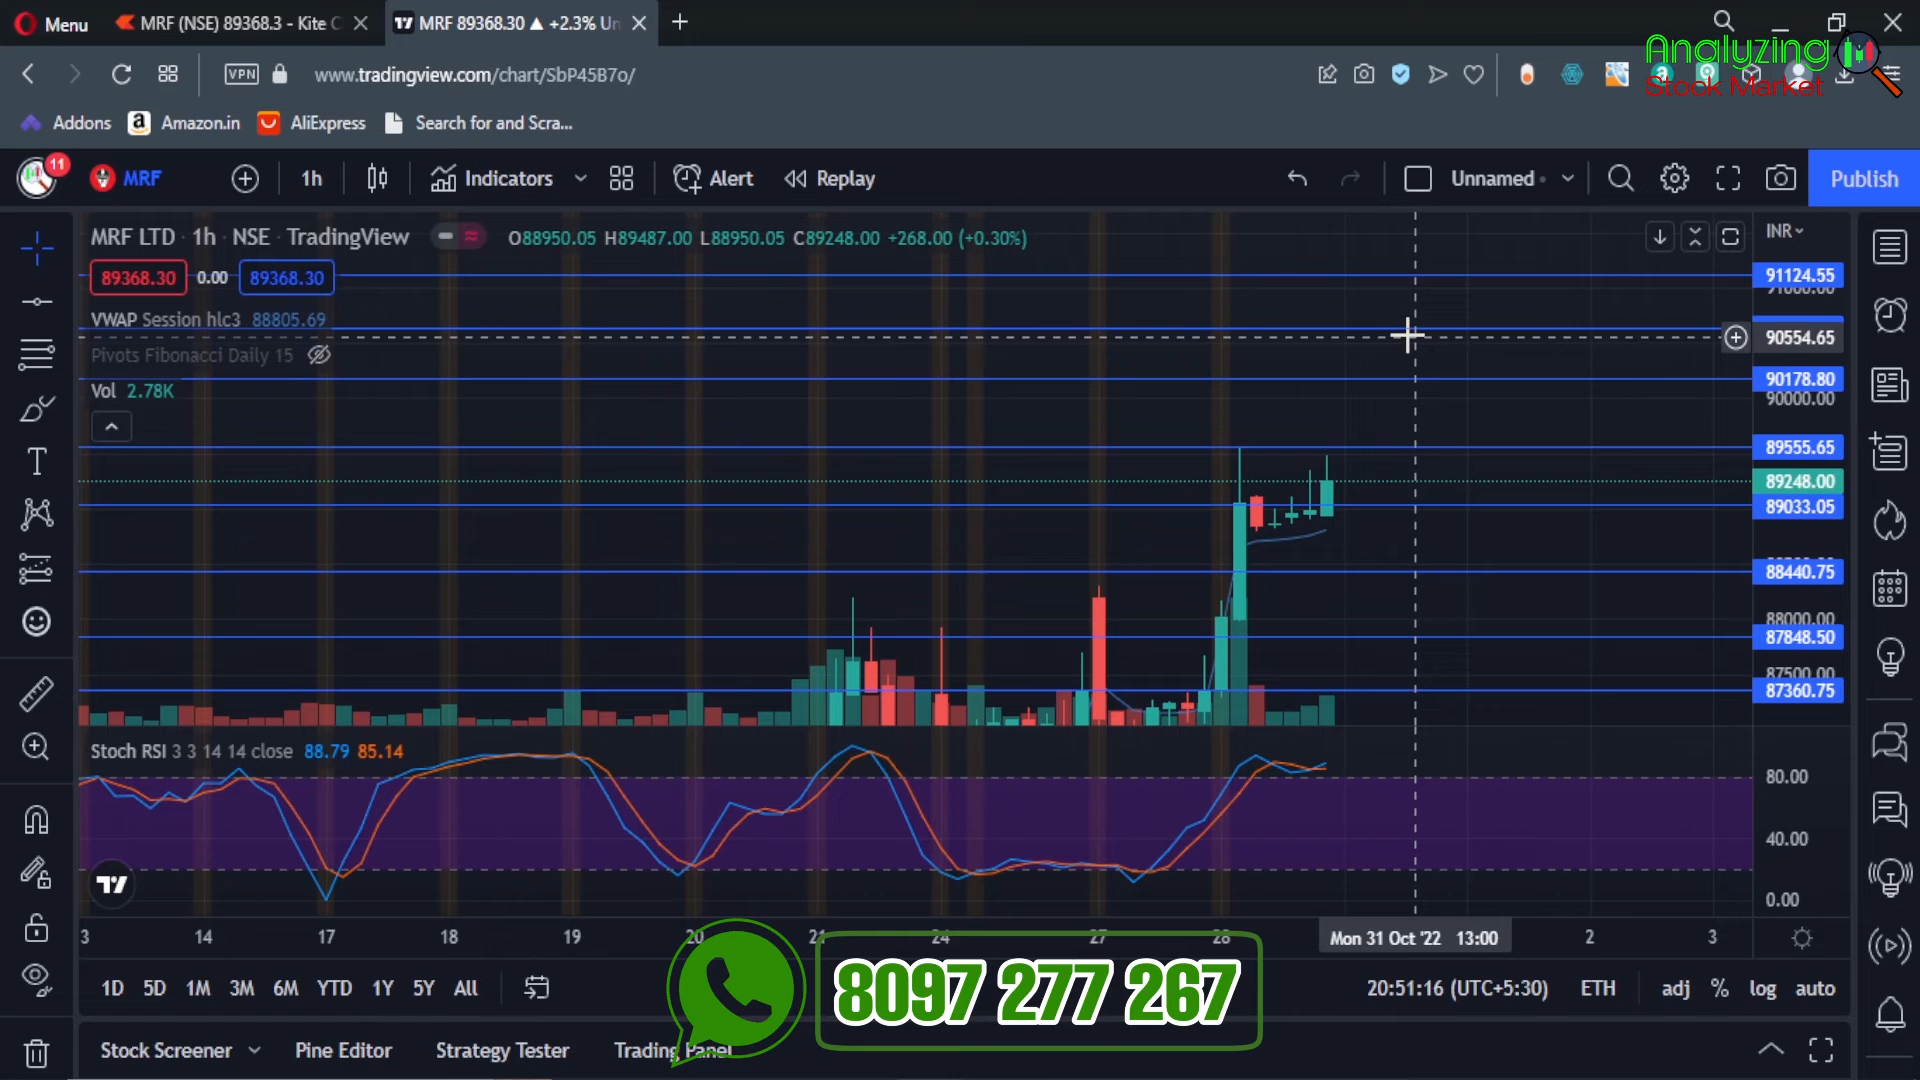 Menu
MRF (NSE) 89368.3 - Kite C
MRF 89368.30 ▲ +2.3% Un
VPN
www.tradingview.com/chart/SbP45B7o/
Analyzing
Stock Market
Addons
Amazon.in
AliExpress
Search for and Scra...
11
MRF
1h
Indicators
Alert
Replay
Unnamed
Publish
MRF LTD · 1h · NSE · TradingView
O88950.05 H89487.00 L88950.05 C89248.00 +268.00 (+0.30%)
INR
89368.30 0.00 89368.30
91124.55
VWAP Session hlc3 88805.69
90554.65
Pivots Fibonacci Daily 15
90178.80
Vol 2.78K
90000.00
89555.65
89248.00
89033.05
88440.75
88000.00
87848.50
87500.00
87360.75
Stoch RSI 3 3 14 14 close 88.79 85.14
80.00
40.00
0.00
3 14 17 18 19 20 21 24 27 28 Mon 31 Oct '22 13:00 2 3
1D 5D 1M 3M 6M YTD 1Y 5Y All
8097 277 267
20:51:16 (UTC+5:30) ETH adj % log auto
Stock Screener Pine Editor Strategy Tester Trading Panel